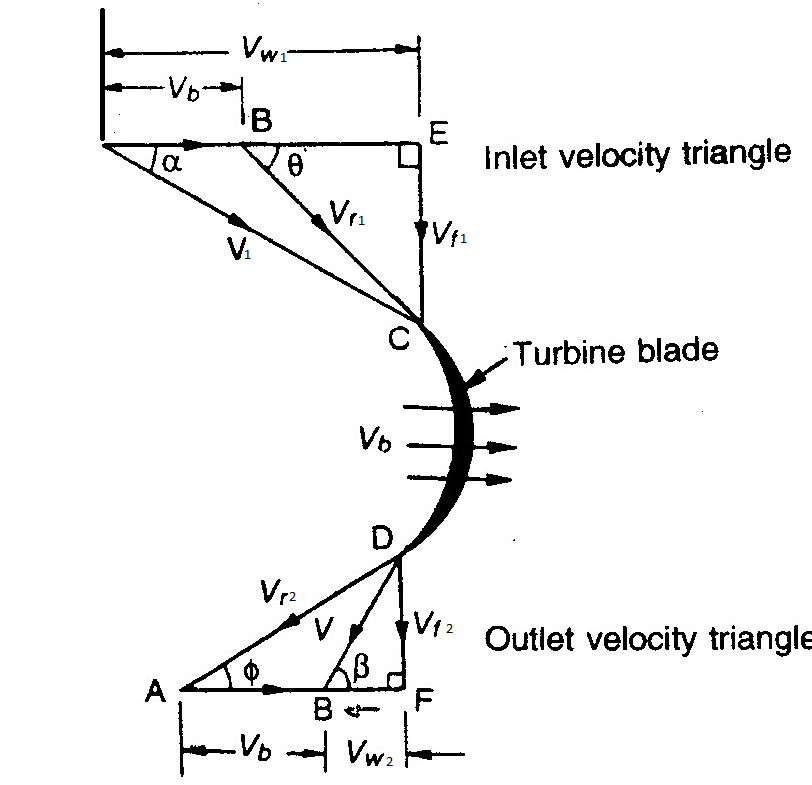 Vw1
Vb
B
E
Inlet velocity triangle
α
θ
Vr1
Vf1
V1
C
Turbine blade
Vb
D
Vr2
V
Vf2
Outlet velocity triangle
A
φ
β
B
F
Vb
Vw2